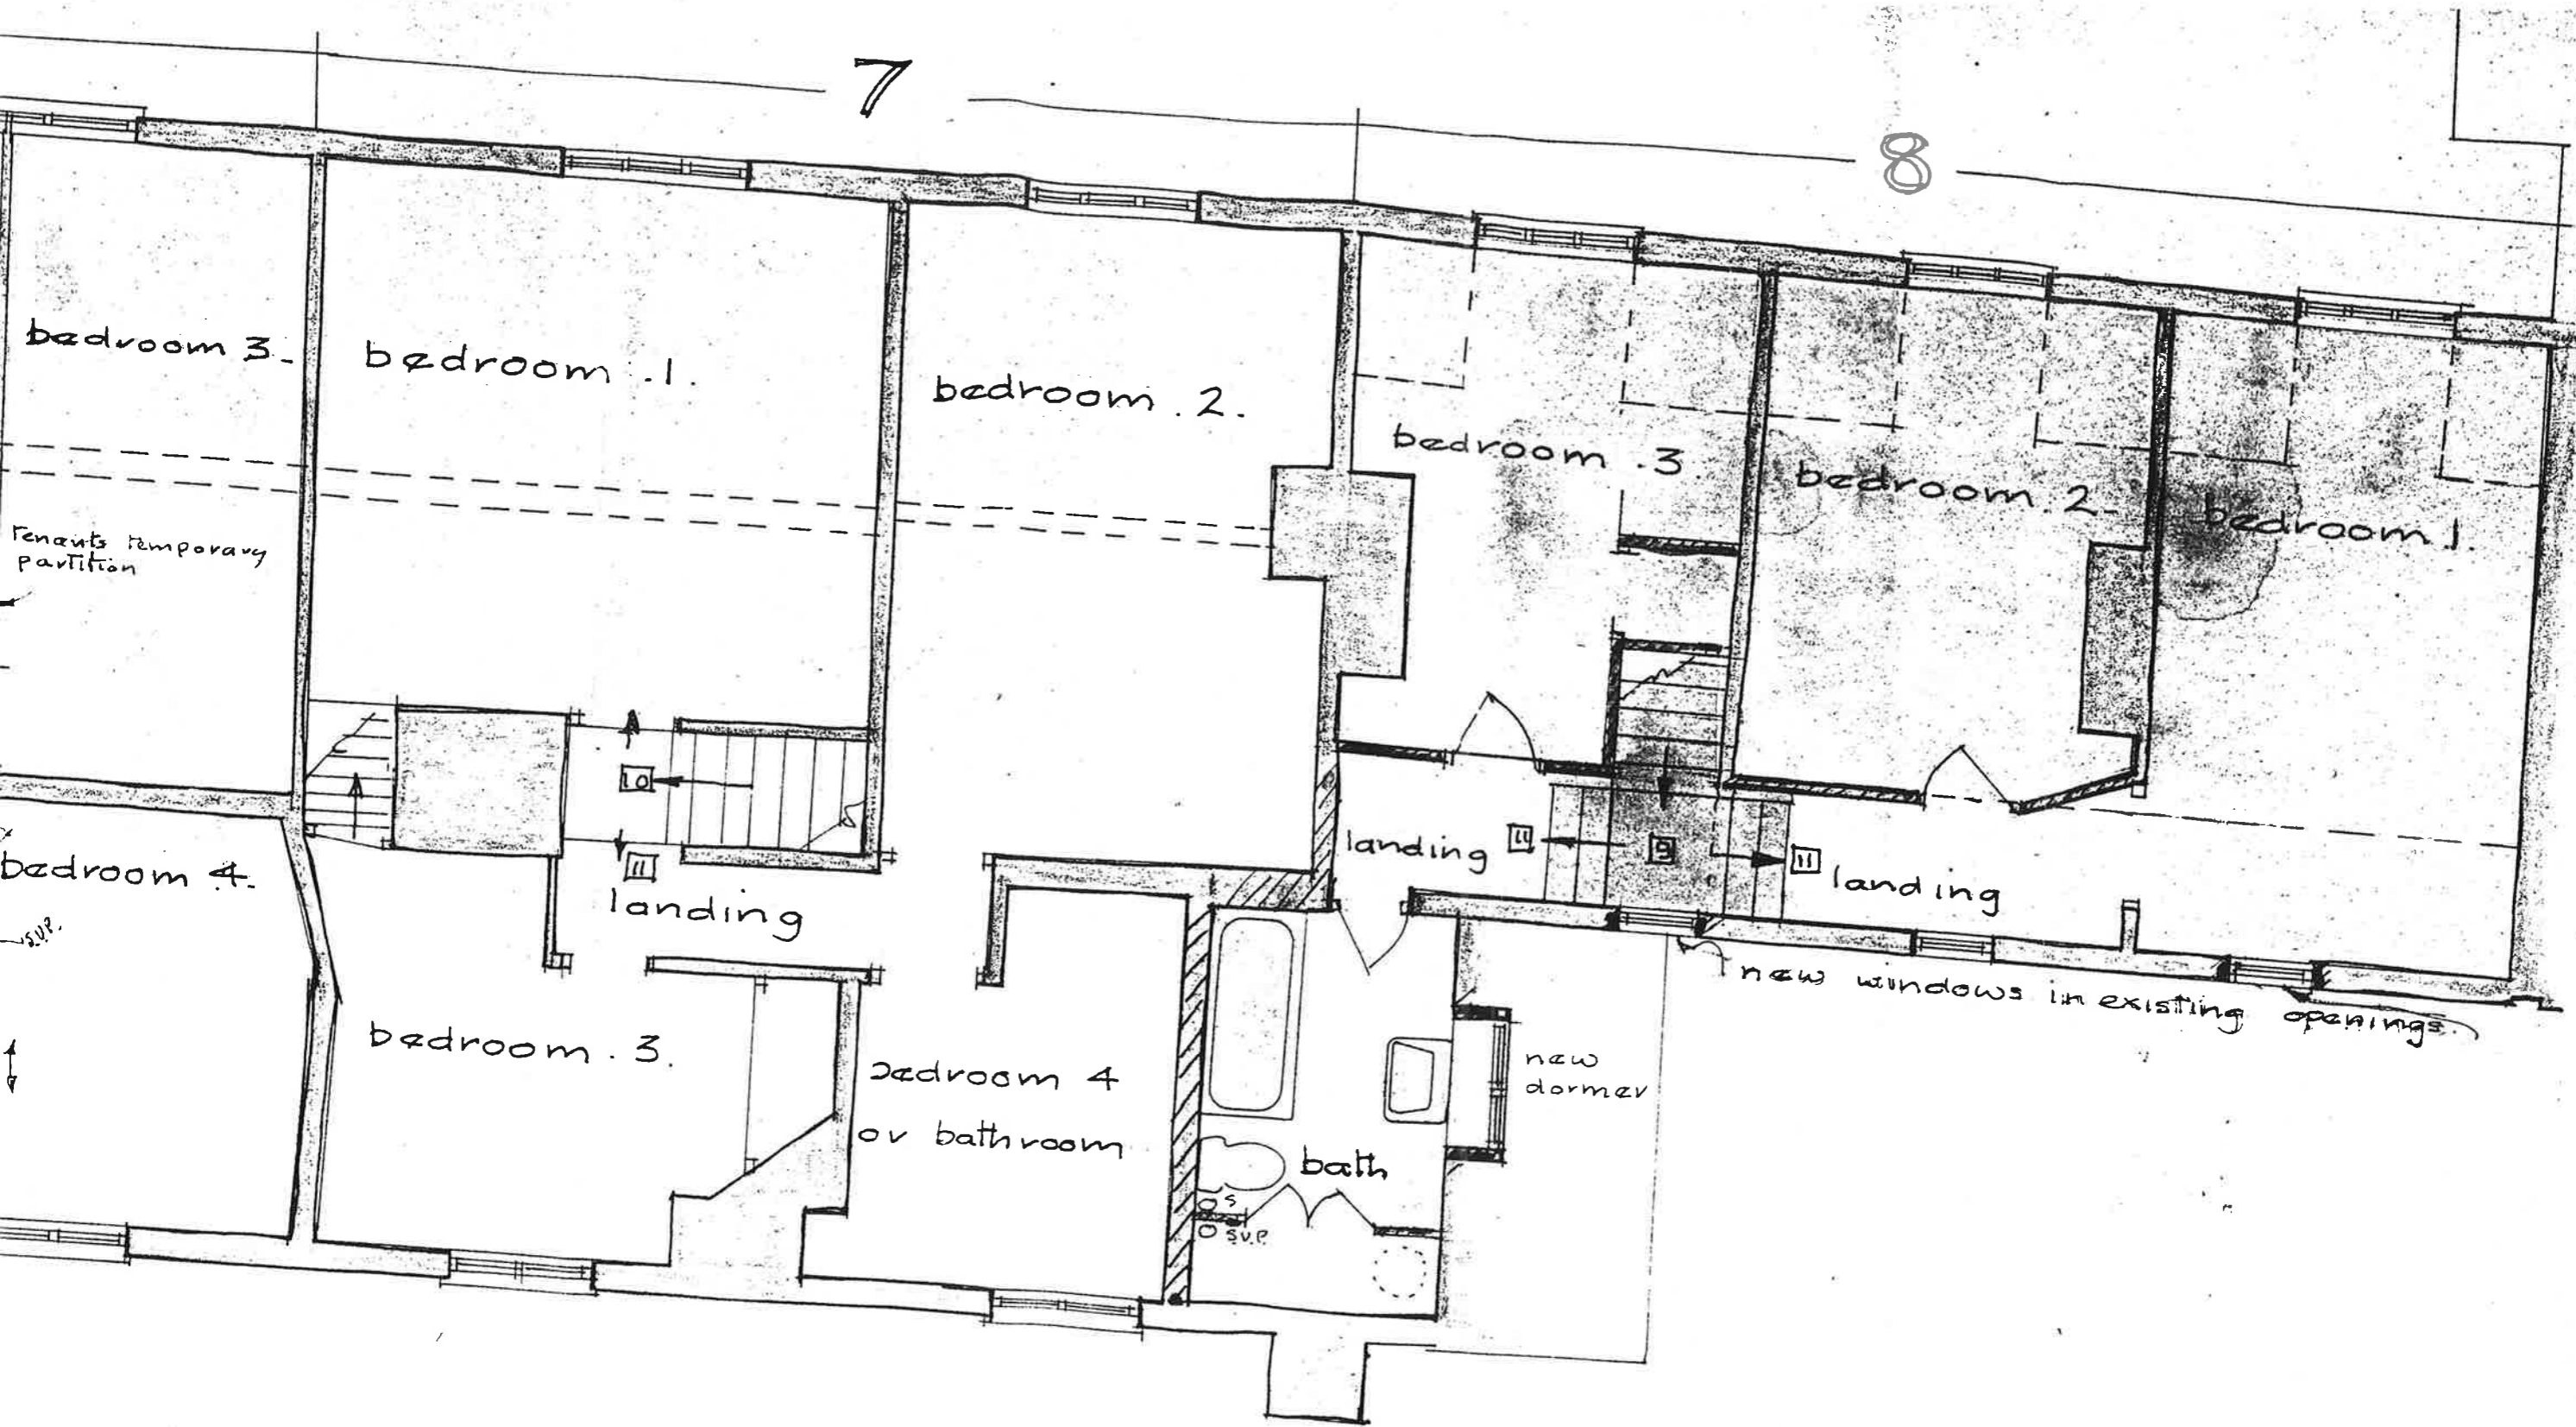 7
8
bedroom 3.
bedroom .1.
bedroom .2.
bedroom .3
bedroom 2.
bedroom 1.
Tenants temporary
partition
10
11
landing
landing
11
9
11
landing
bedroom 4.
S.V.P.
new windows in existing openings.
bedroom .3.
bedroom 4
or bathroom
new
dormer
bath
S
S.V.P.